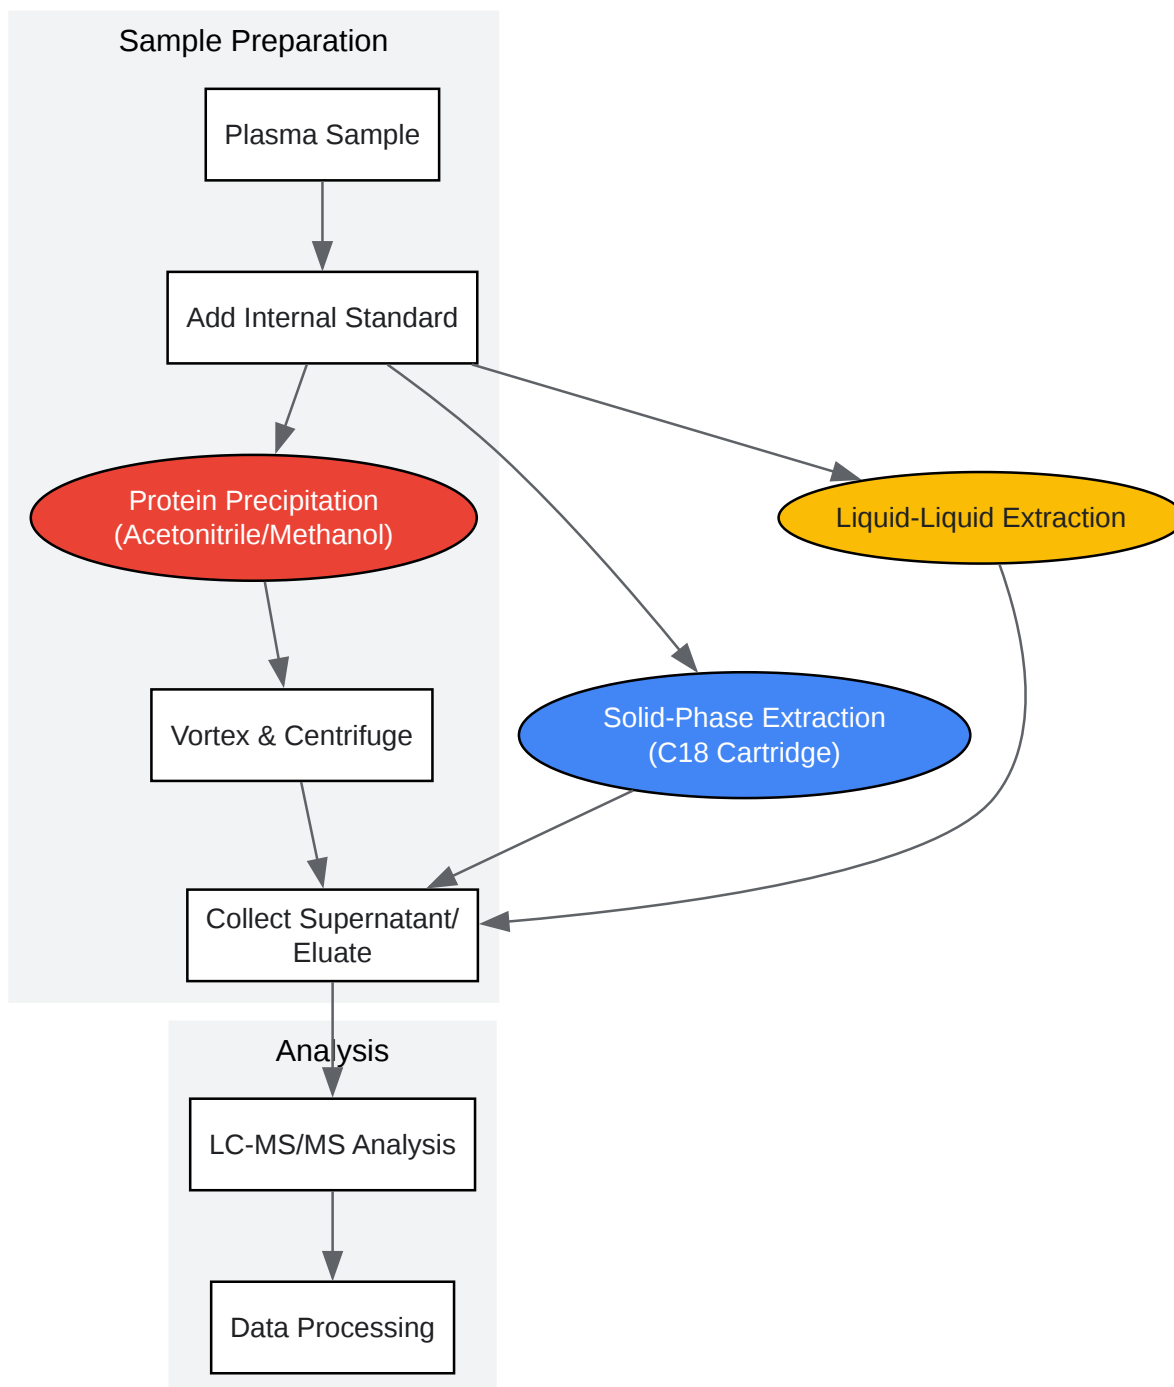 Sample Preparation
Plasma Sample
Add Internal Standard
Protein Precipitation
(Acetonitrile/Methanol)
Liquid-Liquid Extraction
Vortex & Centrifuge
Solid-Phase Extraction
(C18 Cartridge)
Collect Supernatant/
Eluate
Analysis
LC-MS/MS Analysis
Data Processing